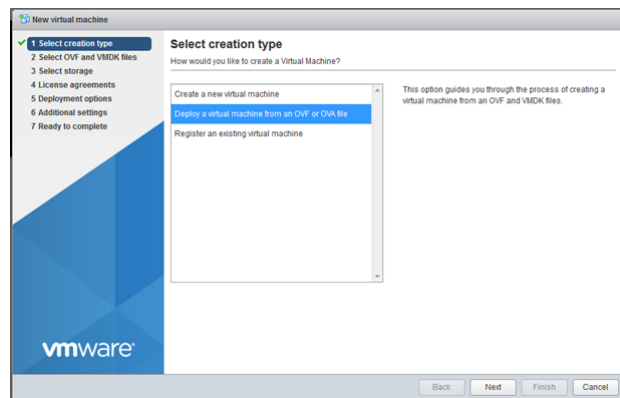 New virtual machine
1 Select creation type
2 Select OVF and VMDK files
3 Select storage
4 License agreements
5 Deployment options
6 Additional settings
7 Ready to complete
vmware
Select creation type
How would you like to create a Virtual Machine?
Create a new virtual machine
Deploy a virtual machine from an OVF or OVA file
Register an existing virtual machine
This option guides you through the process of creating a
virtual machine from an OVF and VMDK files.
Back Next Finish Cancel